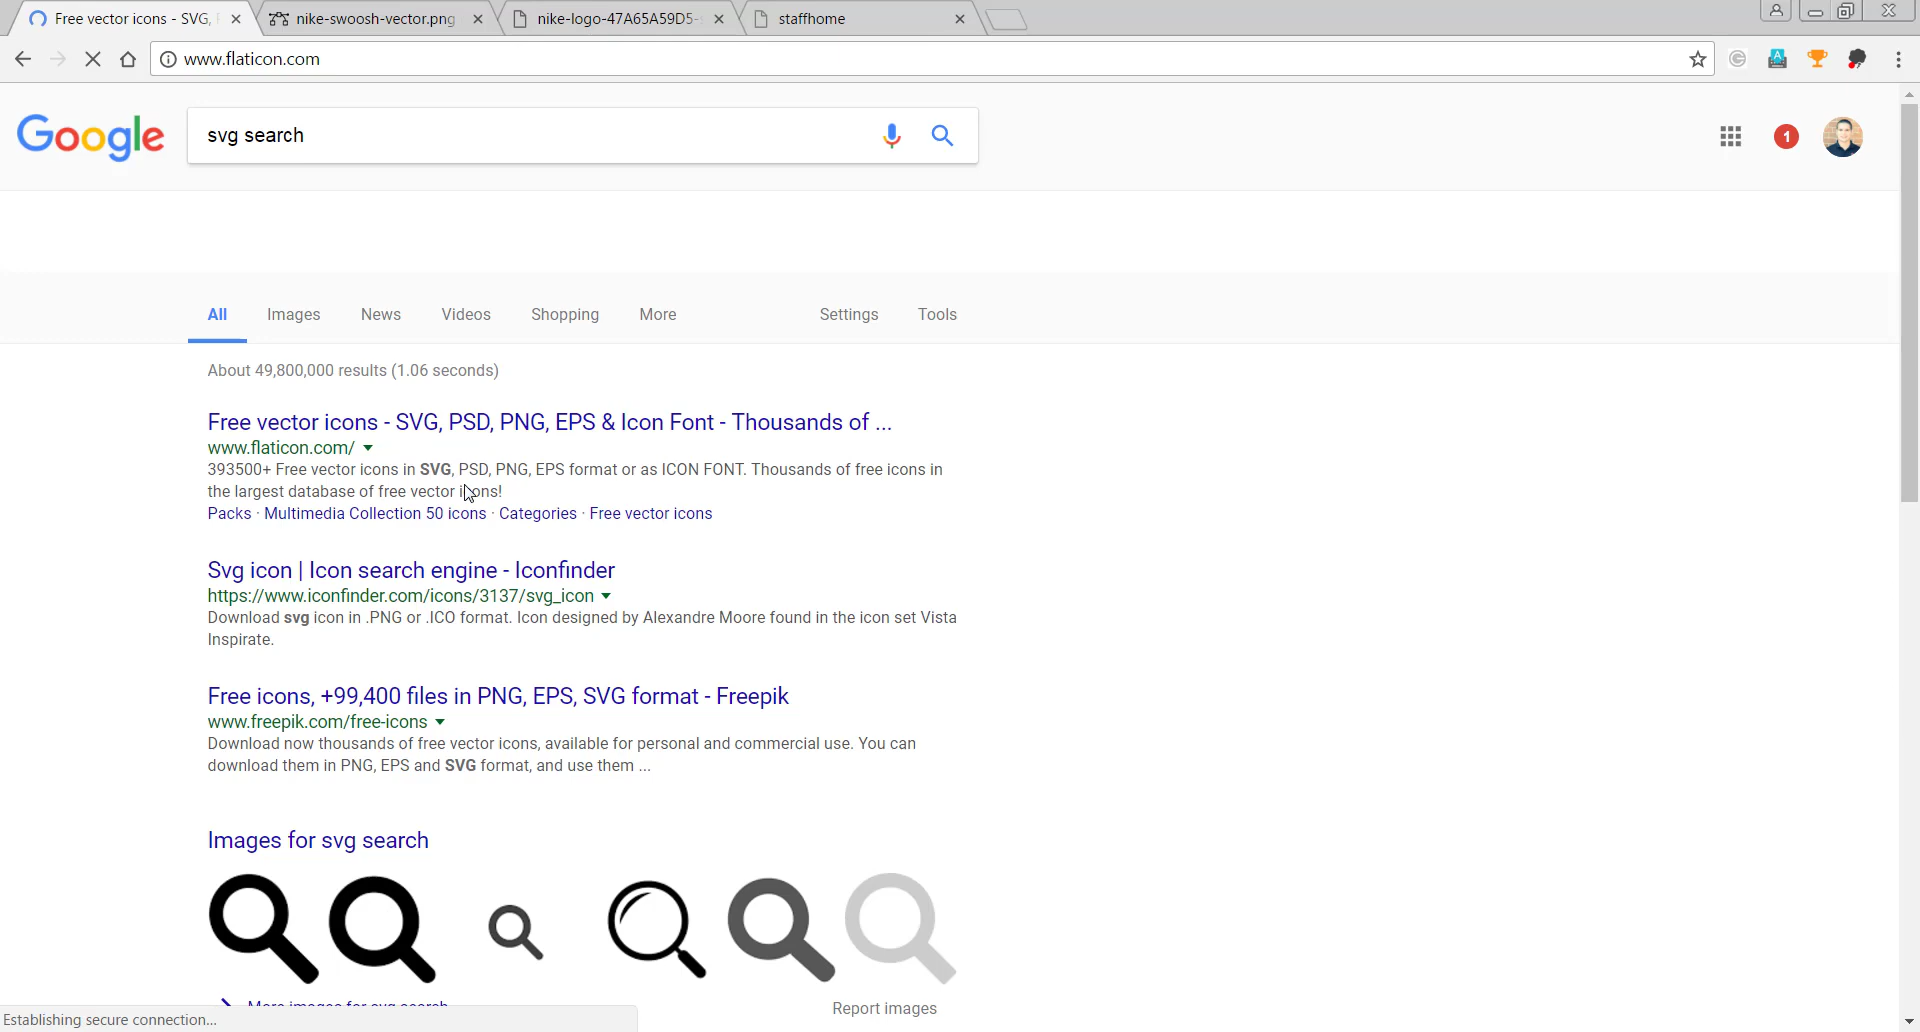 Free vector icons - SVG,
nike-swoosh-vector.png
nike-logo-47A65A59D5-
staffhome
www.flaticon.com
Google
svg search
1
All
Images
News
Videos
Shopping
More
Settings
Tools
About 49,800,000 results (1.06 seconds)
Free vector icons - SVG, PSD, PNG, EPS & Icon Font - Thousands of ...
www.flaticon.com/
393500+ Free vector icons in SVG, PSD, PNG, EPS format or as ICON FONT. Thousands of free icons in
the largest database of free vector icons!
Packs · Multimedia Collection 50 icons · Categories · Free vector icons
Svg icon | Icon search engine - Iconfinder
https://www.iconfinder.com/icons/3137/svg_icon
Download svg icon in .PNG or .ICO format. Icon designed by Alexandre Moore found in the icon set Vista
Inspirate.
Free icons, +99,400 files in PNG, EPS, SVG format - Freepik
www.freepik.com/free-icons
Download now thousands of free vector icons, available for personal and commercial use. You can
download them in PNG, EPS and SVG format, and use them ...
Images for svg search
More images for svg search
Report images
Establishing secure connection...